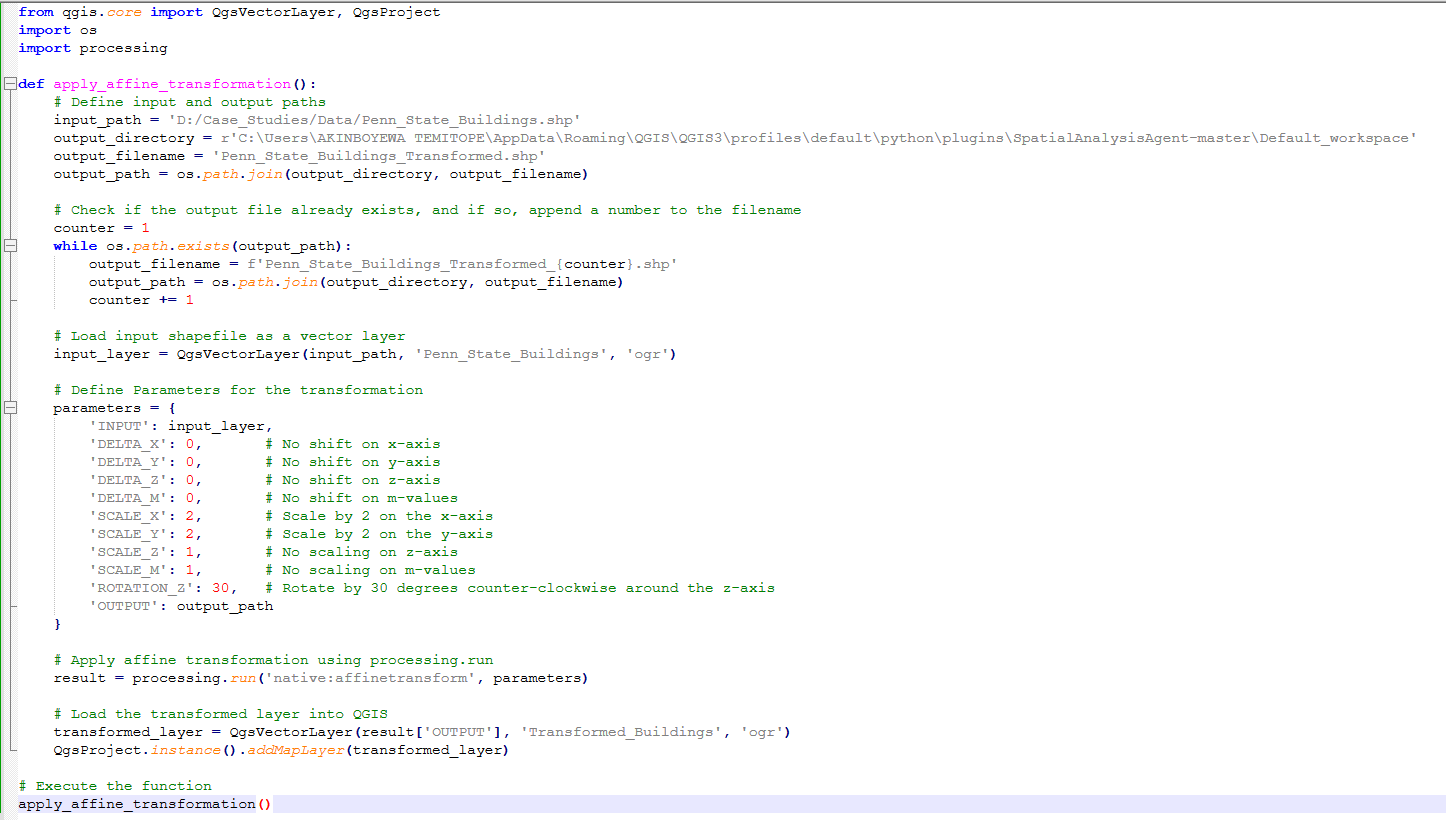 from qgis.core import QgsVectorLayer, QgsProject
import os
import processing
def apply_affine_transformation():
# Define input and output paths
input_path = 'D:/Case_Studies/Data/Penn_State_Buildings.shp'
output_directory = r'C:\Users\AKINBOYEWA TEMITOPE\AppData\Roaming\QGIS\QGIS3\profiles\default\python\plugins\SpatialAnalysisAgent-master\Default_workspace'
output_filename = 'Penn_State_Buildings_Transformed.shp'
output_path = os.path.join(output_directory, output_filename)
# Check if the output file already exists, and if so, append a number to the filename
counter = 1
while os.path.exists(output_path):
output_filename = f'Penn_State_Buildings_Transformed_{counter}.shp'
output_path = os.path.join(output_directory, output_filename)
counter += 1
# Load input shapefile as a vector layer
input_layer = QgsVectorLayer(input_path, 'Penn_State_Buildings', 'ogr')
# Define Parameters for the transformation
parameters = {
'INPUT': input_layer,
'DELTA_X': 0, # No shift on x-axis
'DELTA_Y': 0, # No shift on y-axis
'DELTA_Z': 0, # No shift on z-axis
'DELTA_M': 0, # No shift on m-values
'SCALE_X': 2, # Scale by 2 on the x-axis
'SCALE_Y': 2, # Scale by 2 on the y-axis
'SCALE_Z': 1, # No scaling on z-axis
'SCALE_M': 1, # No scaling on m-values
'ROTATION_Z': 30, # Rotate by 30 degrees counter-clockwise around the z-axis
'OUTPUT': output_path
}
# Apply affine transformation using processing.run
result = processing.run('native:affinetransform', parameters)
# Load the transformed layer into QGIS
transformed_layer = QgsVectorLayer(result['OUTPUT'], 'Transformed_Buildings', 'ogr')
QgsProject.instance().addMapLayer(transformed_layer)
# Execute the function
apply_affine_transformation()